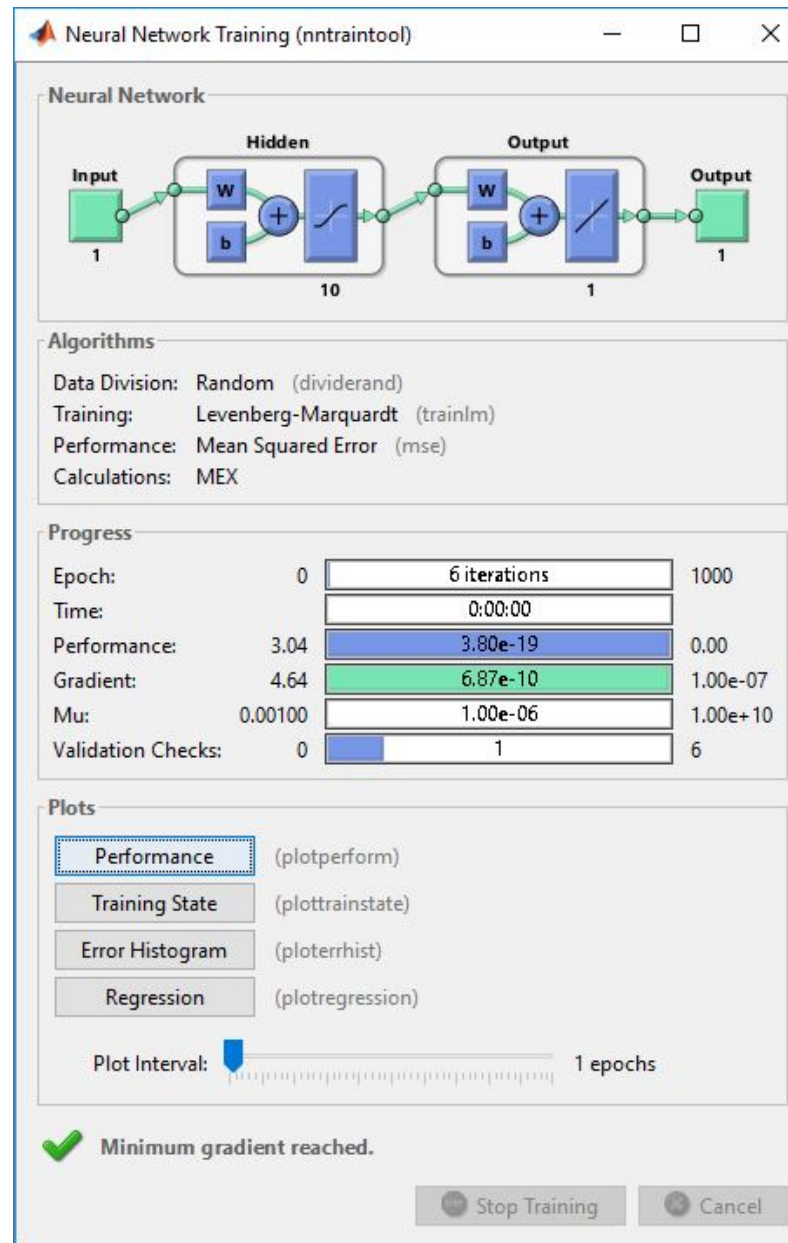 Neural Network Training (nntraintool)
Neural Network
Hidden
Output
Input
W
b
+
W
b
+
Output
1
10
1
1
Algorithms
Data Division: Random (dividerand)
Training: Levenberg-Marquardt (trainlm)
Performance: Mean Squared Error (mse)
Calculations: MEX
Progress
Epoch: 0 6 iterations 1000
Time: 0:00:00
Performance: 3.04 3.80e-19 0.00
Gradient: 4.64 6.87e-10 1.00e-07
Mu: 0.00100 1.00e-06 1.00e+10
Validation Checks: 0 1 6
Plots
Performance (plotperform)
Training State (plottrainstate)
Error Histogram (ploterrhist)
Regression (plotregression)
Plot Interval: 1 epochs
Minimum gradient reached.
Stop Training Cancel